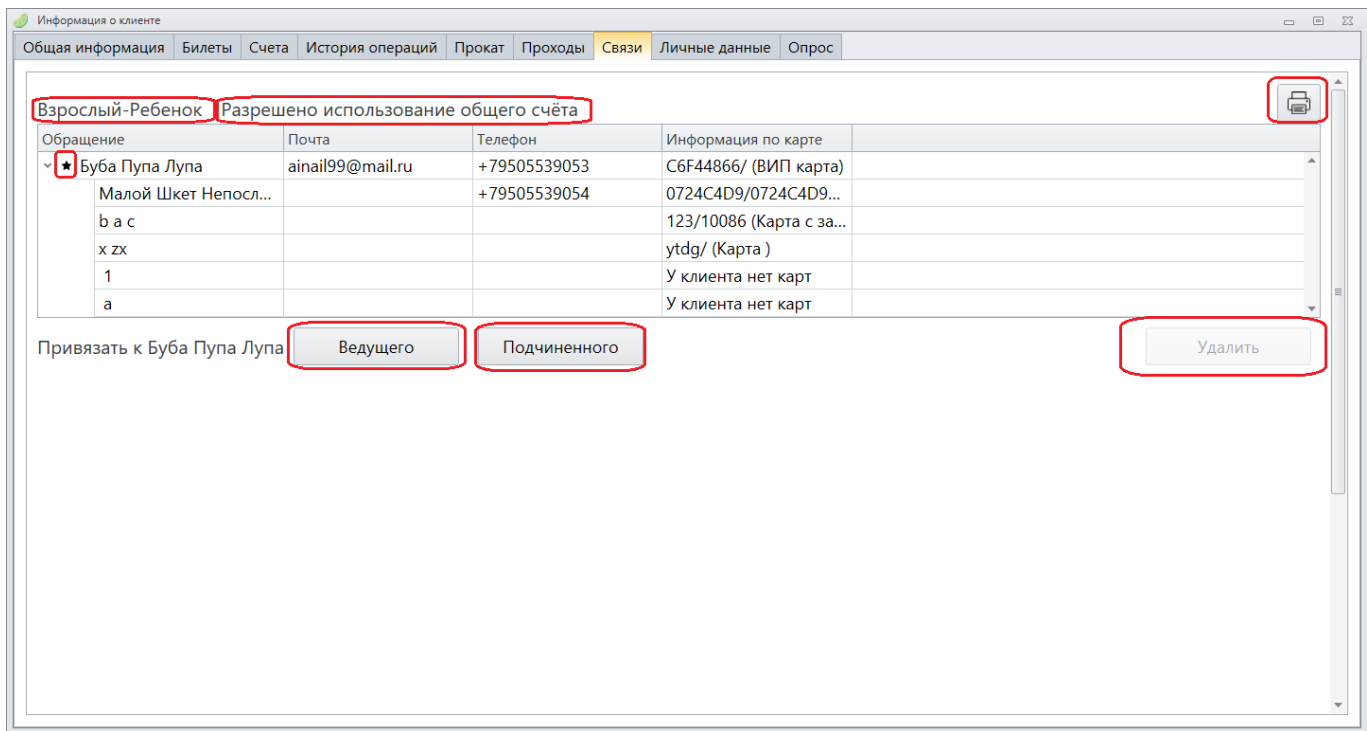 Информация о клиенте
Общая информация Билеты Счета История операций Прокат Проходы Связи Личные данные Опрос
Взрослый-Ребенок Разрешено использование общего счёта
Обращение Почта Телефон Информация по карте
Буба Пупа Лупа ainail99@mail.ru +79505539053 C6F44866/ (ВИП карта)
Малой Шкет Непосл... +79505539054 0724C4D9/0724C4D9...
b a c 123/10086 (Карта с за...
x zx ytdg/ (Карта )
1 У клиента нет карт
a У клиента нет карт
Привязать к Буба Пупа Лупа Ведущего Подчиненного Удалить